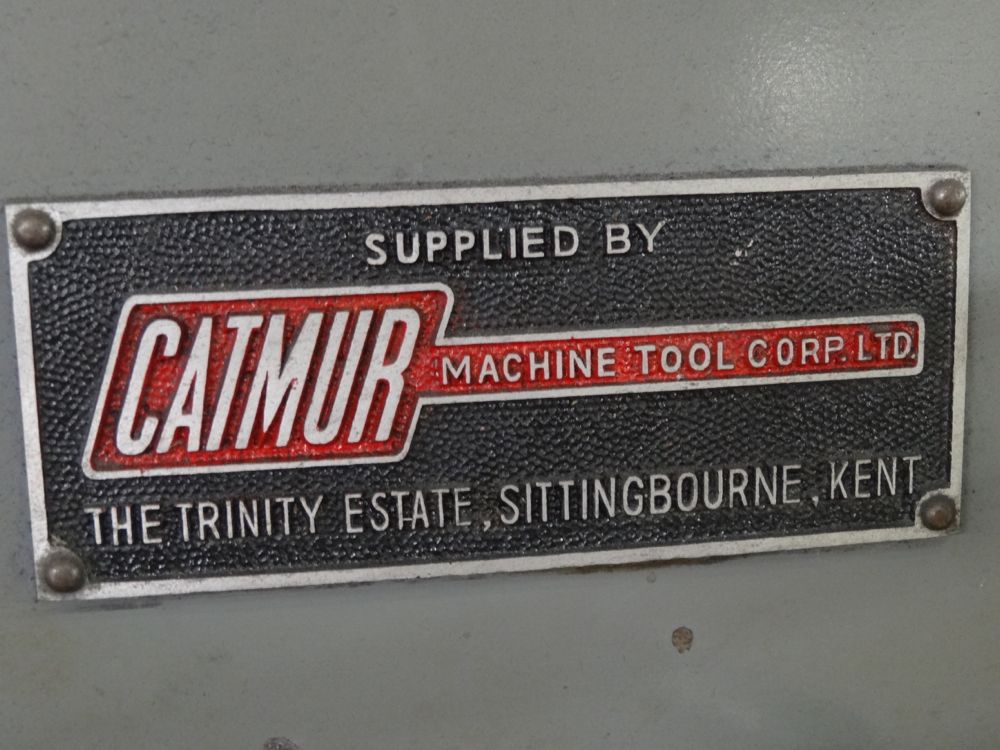 SUPPLIED BY
CATMUR MACHINE TOOL CORP. LTD.
THE TRINITY ESTATE, SITTINGBOURNE, KENT